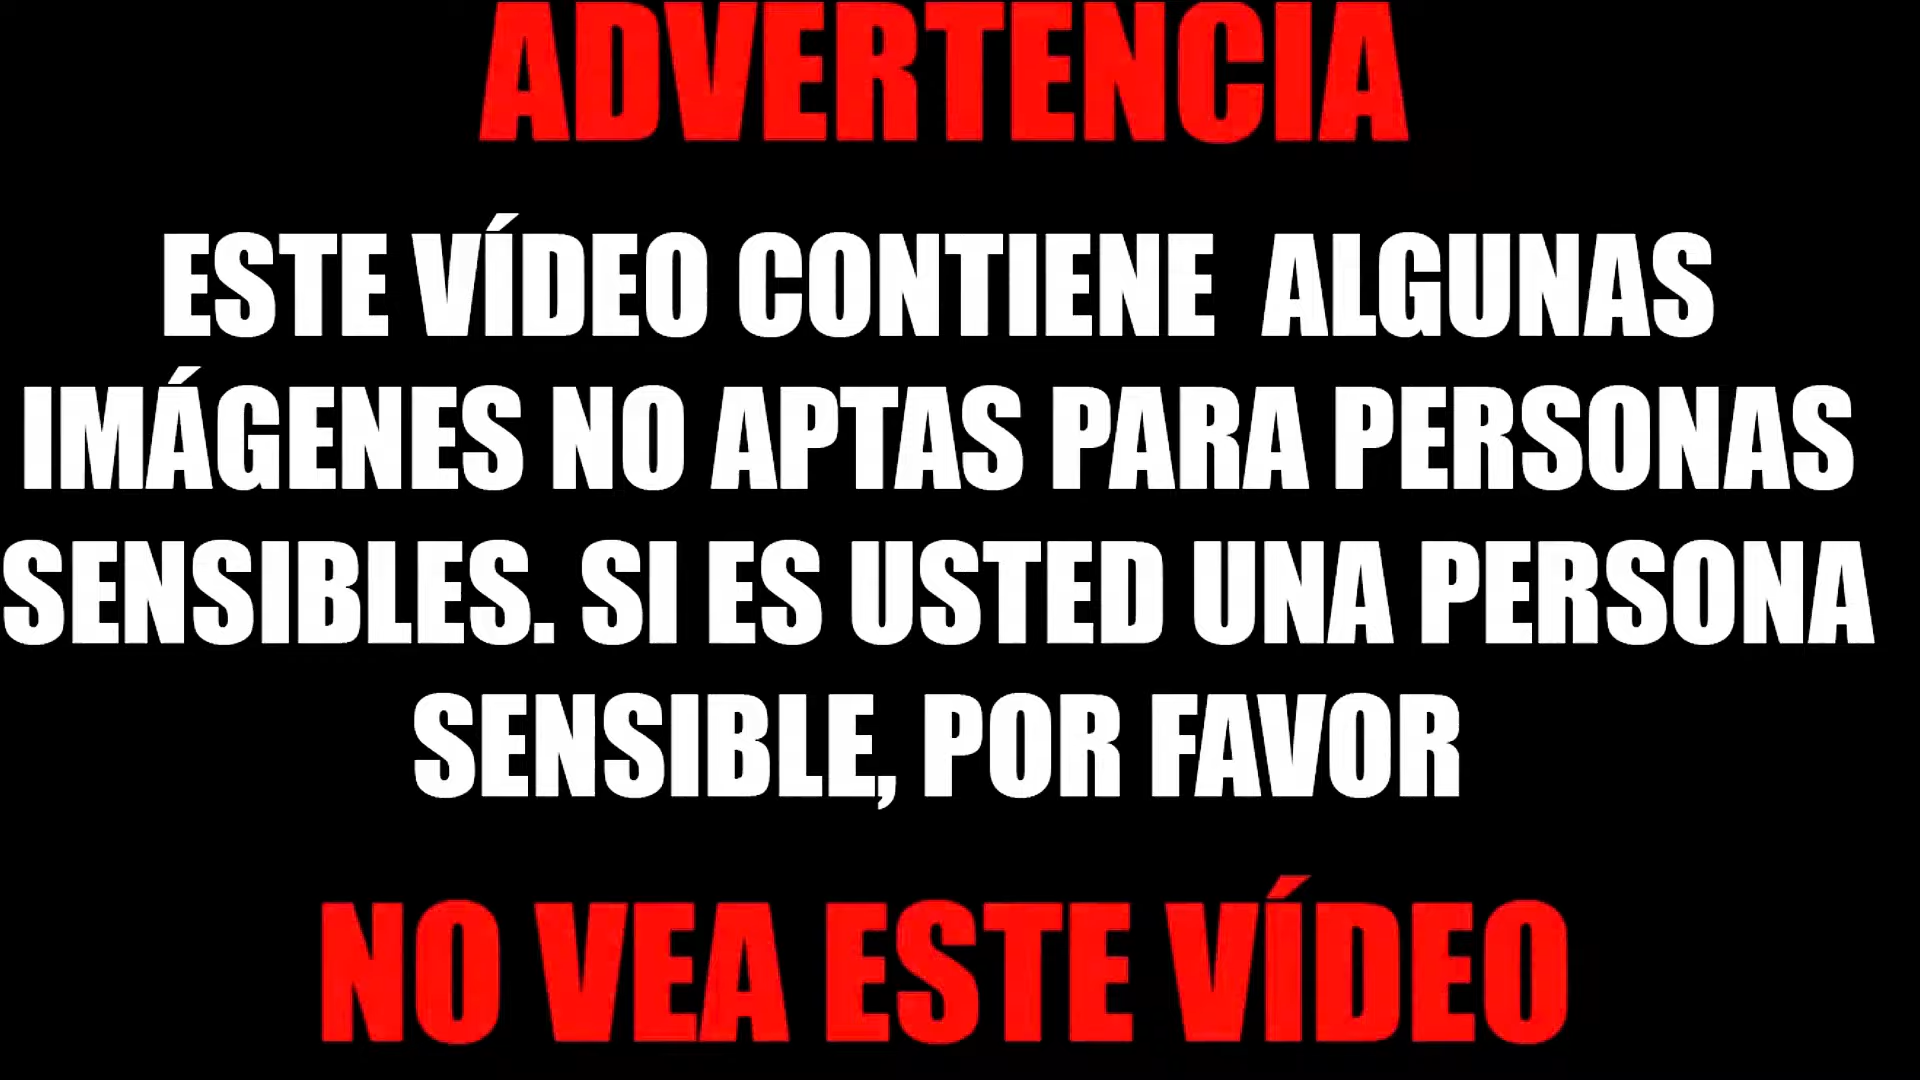 ADVERTENCIA
ESTE VÍDEO CONTIENE ALGUNAS
IMÁGENES NO APTAS PARA PERSONAS
SENSIBLES. SI ES USTED UNA PERSONA
SENSIBLE, POR FAVOR
NO VEA ESTE VÍDEO